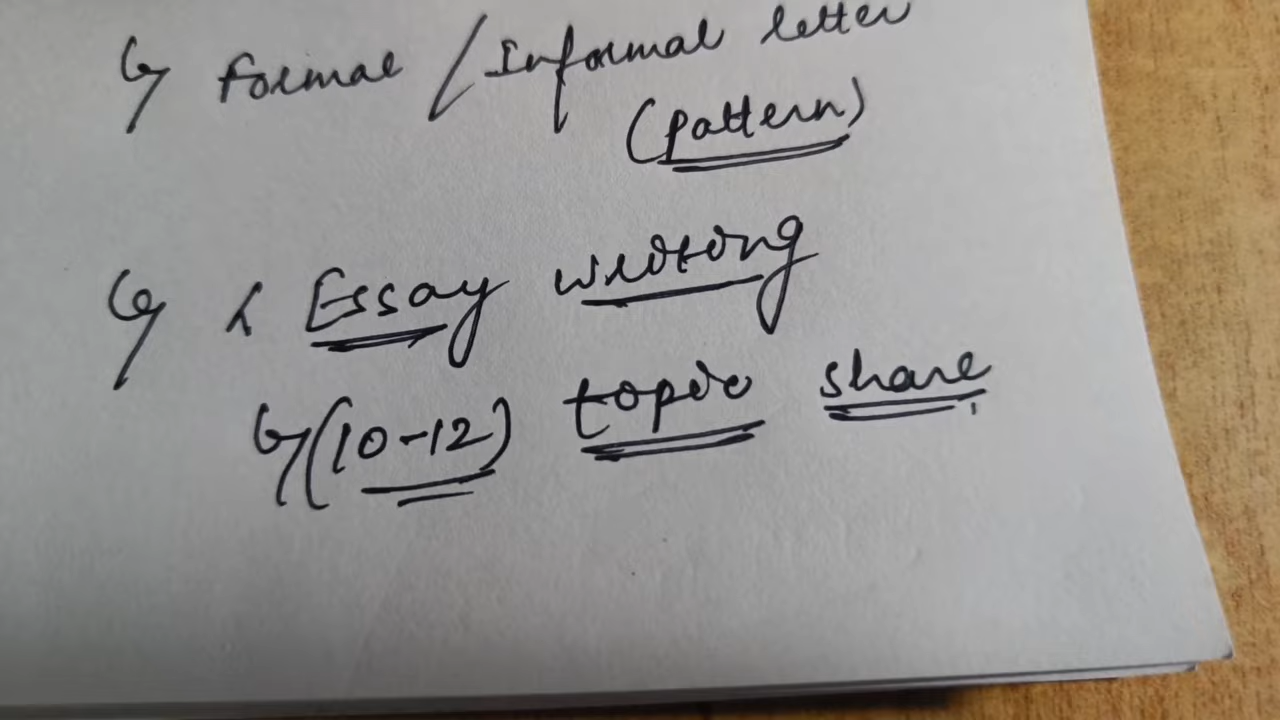 ↳ Formal / Informal letter
(pattern)
↳ Essay writing
↳ (10-12) topic share